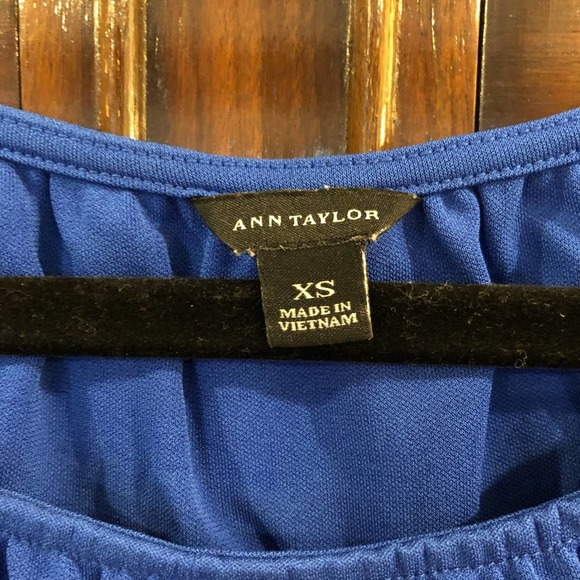 ANN TAYLOR
XS
MADE IN
VIETNAM